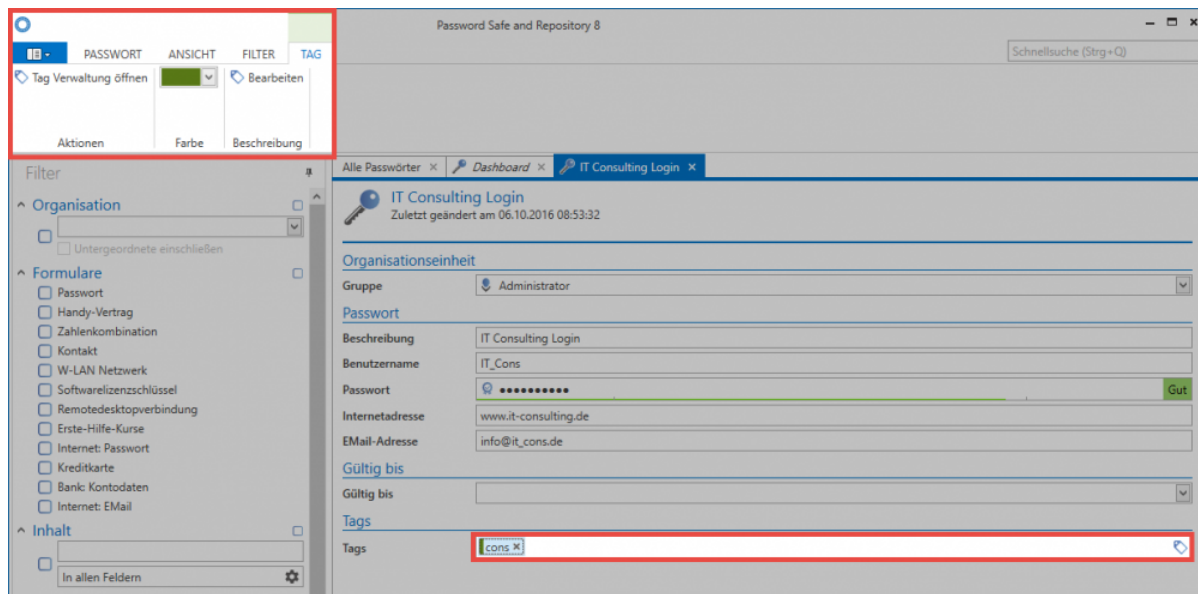 Password Safe and Repository 8
PASSWORT ANSICHT FILTER TAG
Schnellsuche (Strg+Q)
Tag Verwaltung öffnen Bearbeiten
Aktionen Farbe Beschreibung
Filter
Organisation
Untergeordnete einschließen
Formulare
Passwort
Handy-Vertrag
Zahlenkombination
Kontakt
W-LAN Netzwerk
Softwarelizenzschlüssel
Remotedesktopverbindung
Erste-Hilfe-Kurse
Internet: Passwort
Kreditkarte
Bank: Kontodaten
Internet: EMail
Inhalt
In allen Feldern
Alle Passwörter Dashboard IT Consulting Login
IT Consulting Login
Zuletzt geändert am 06.10.2016 08:53:32
Organisationseinheit
Gruppe Administrator
Passwort
Beschreibung IT Consulting Login
Benutzername IT_Cons
Passwort •••••••••• Gut
Internetadresse www.it-consulting.de
EMail-Adresse info@it_cons.de
Gültig bis
Gültig bis
Tags
Tags cons